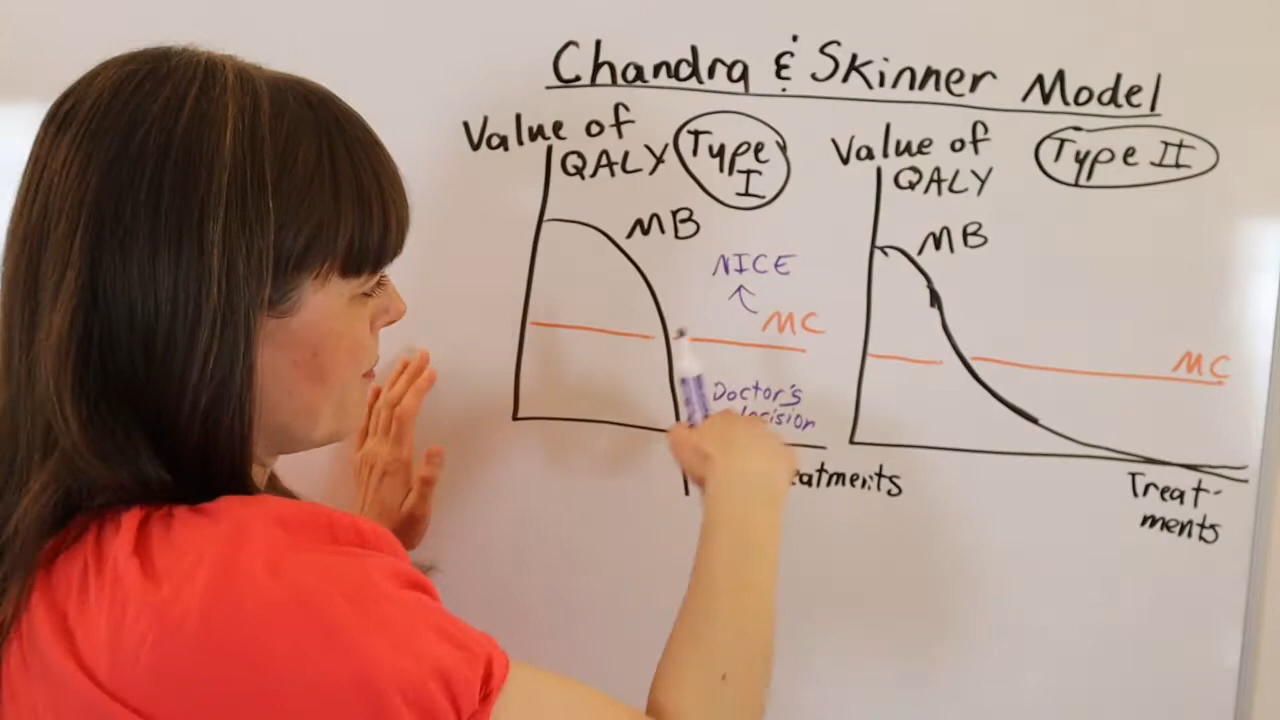 Chandra & Skinner Model
Value of
QALY
Type
I
MB
NICE
MC
Doctor's
Value of
QALY
Type II
MB
MC
Treat-
ments